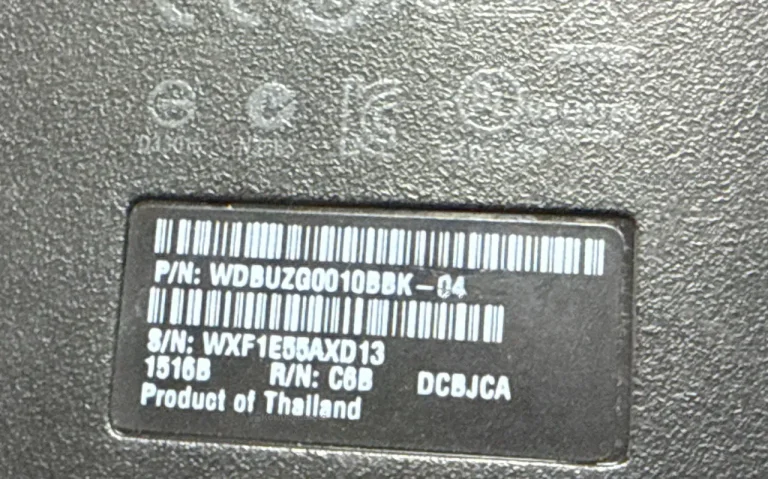 P/N: WDBUZG0010BBK-04
S/N: WXF1E55AXD13
1516B R/N: C6B DCBJCA
Product of Thailand